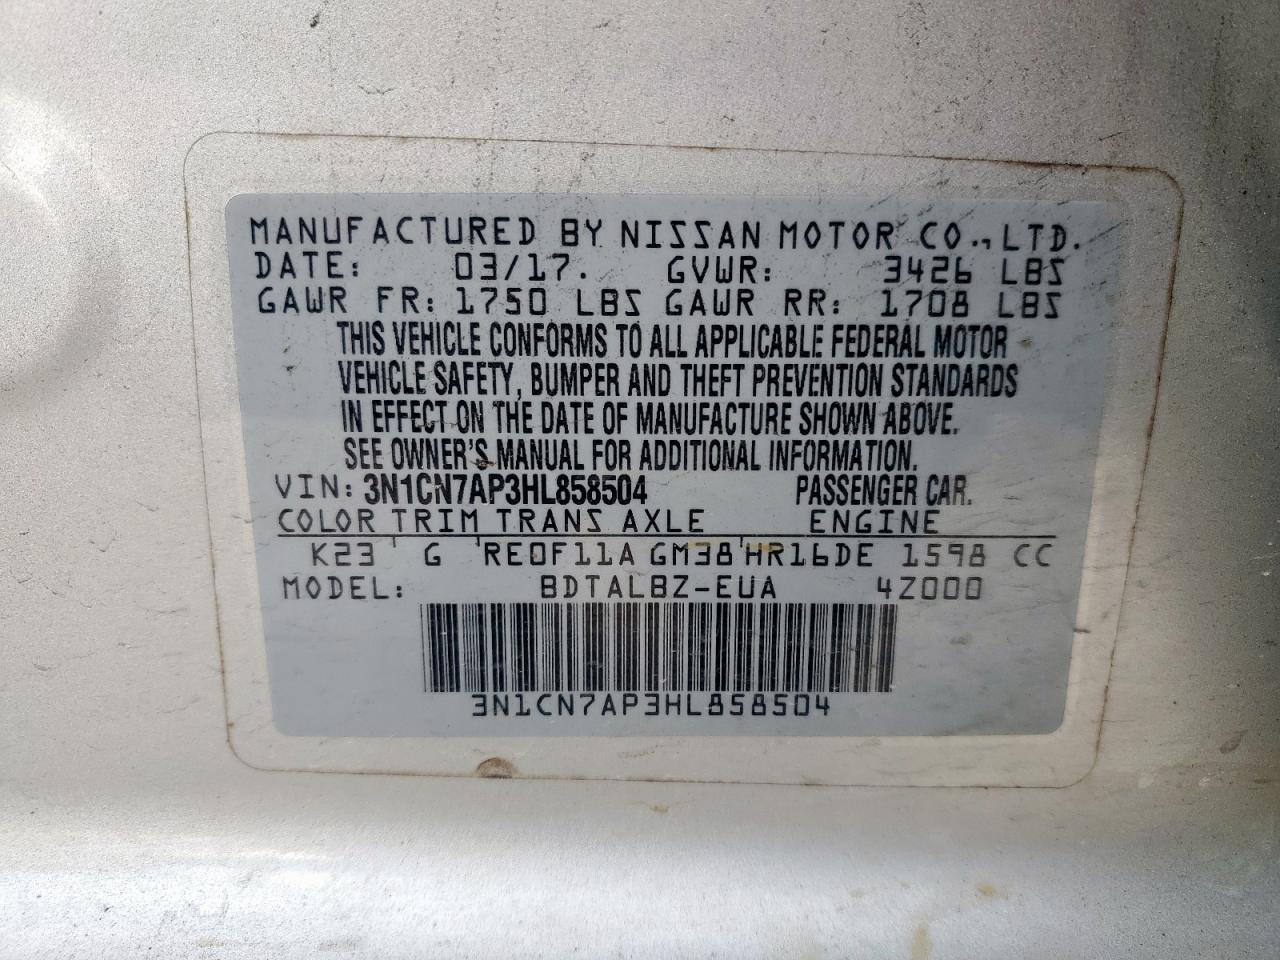 MANUFACTURED BY NISSAN MOTOR CO., LTD.
DATE: 03/17. GVWR: 3426 LBS
GAWR FR: 1750 LBS GAWR RR: 1708 LBS
THIS VEHICLE CONFORMS TO ALL APPLICABLE FEDERAL MOTOR
VEHICLE SAFETY, BUMPER AND THEFT PREVENTION STANDARDS
IN EFFECT ON THE DATE OF MANUFACTURE SHOWN ABOVE.
SEE OWNER'S MANUAL FOR ADDITIONAL INFORMATION.
VIN: 3N1CN7AP3HL858504 PASSENGER CAR.
COLOR TRIM TRANS AXLE ENGINE
K23 G RE0F11A GM38 HR16DE 1598 CC
MODEL: BDTALBZ-EUA 4Z000
3N1CN7AP3HL858504